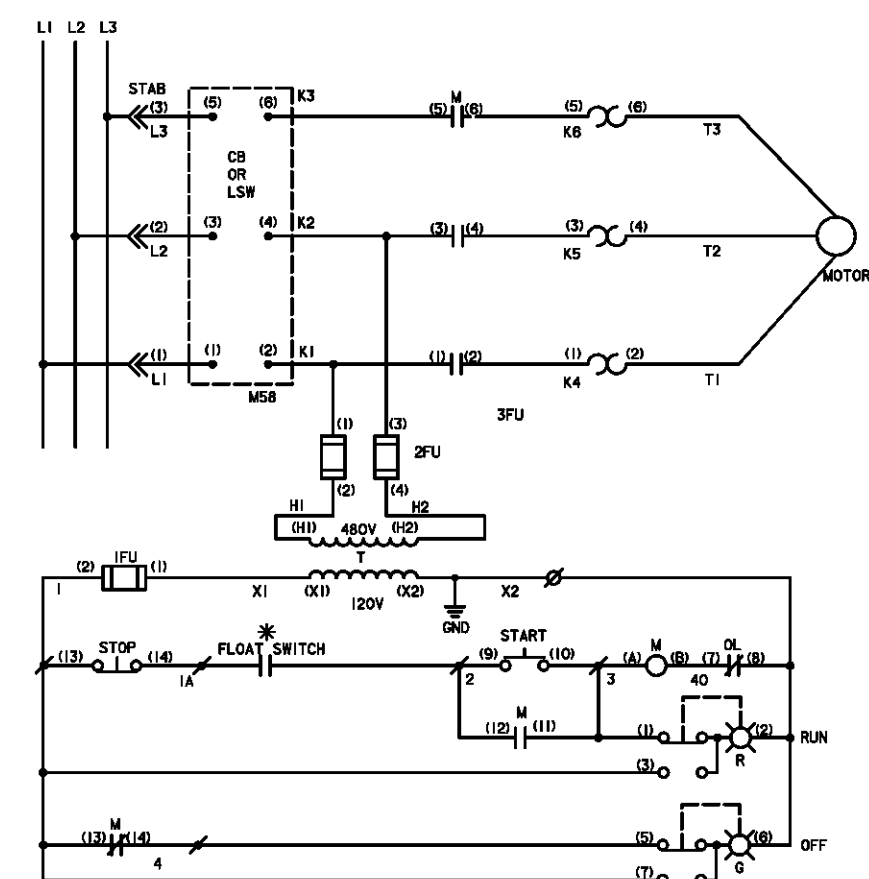 L1 L2 L3
STAB
(3) (5) (6) K3 M (5) (6) (5) (6)
L3 K6 T3
CB
OR
LSW
(2) (3) (4) K2 (3) (4) (3) (4)
L2 K5 T2
MOTOR
(1) (1) (2) K1 (1) (2) (1) (2)
L1 K4 T1
M58
3FU
(1) (3)
2FU
(2) (4)
H1 H2
(H1) 480V (H2)
T
(2) 1FU (1)
1 X1 (X1) 120V (X2) X2
GND
START
(13) STOP (14) FLOAT SWITCH (9) (10) (A) M (B) (7) OL (8)
1A 2 3 40
M
(12) (11) (1) (2) RUN
R
(3)
M
(13) (14) (5) (6) OFF
4 G
(7)